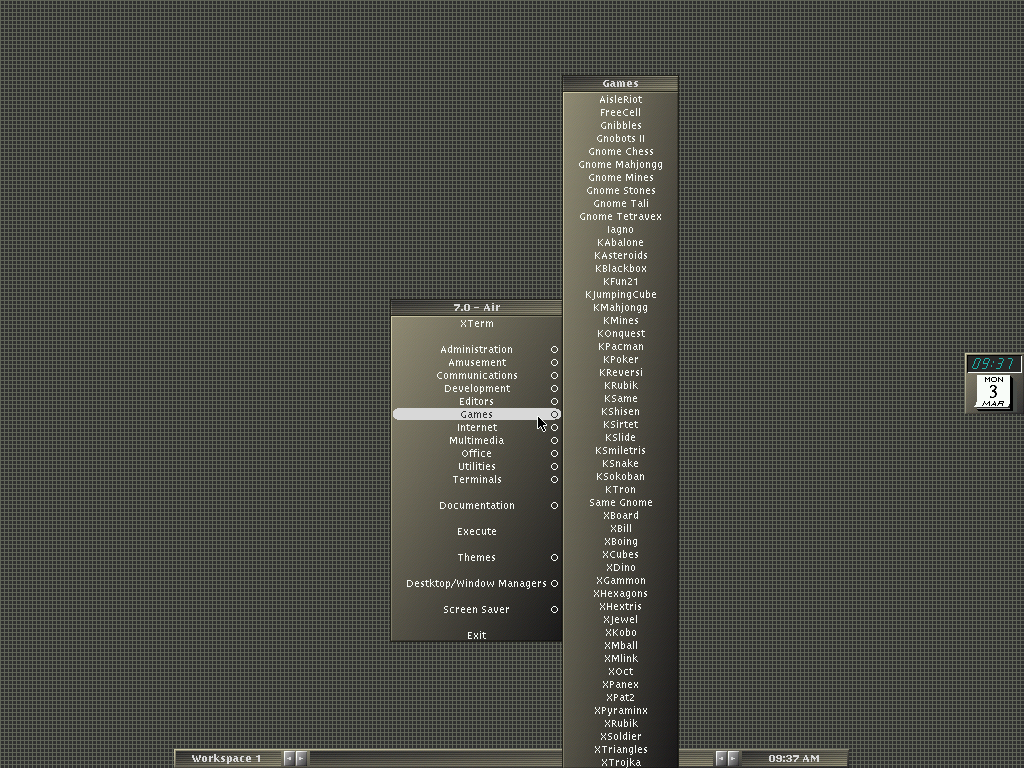 Games
AisleRiot
FreeCell
Gnibbles
Gnobots II
Gnome Chess
Gnome Mahjongg
Gnome Mines
Gnome Stones
Gnome Tali
Gnome Tetravex
Iagno
KAbalone
KAsteroids
KBlackbox
KFun21
KJumpingCube
KMahjongg
KMines
KOnquest
KPacman
KPoker
KReversi
KRubik
KSame
KShisen
KSirtet
KSlide
KSmiletris
KSnake
KSokoban
KTron
Same Gnome
XBoard
XBill
XBoing
XCubes
XDino
XGammon
XHexagons
XHextris
XJewel
XKobo
XMball
XMlink
XOct
XPanex
XPat2
XPyraminx
XRubik
XSoldier
XTriangles
XTrojka
7.0 - Air
XTerm
Administration
Amusement
Communications
Development
Editors
Games
Internet
Multimedia
Office
Utilities
Terminals
Documentation
Execute
Themes
Destktop/Window Managers
Screen Saver
Exit
09:37
MON
3
MAR
Workspace 1
09:37 AM